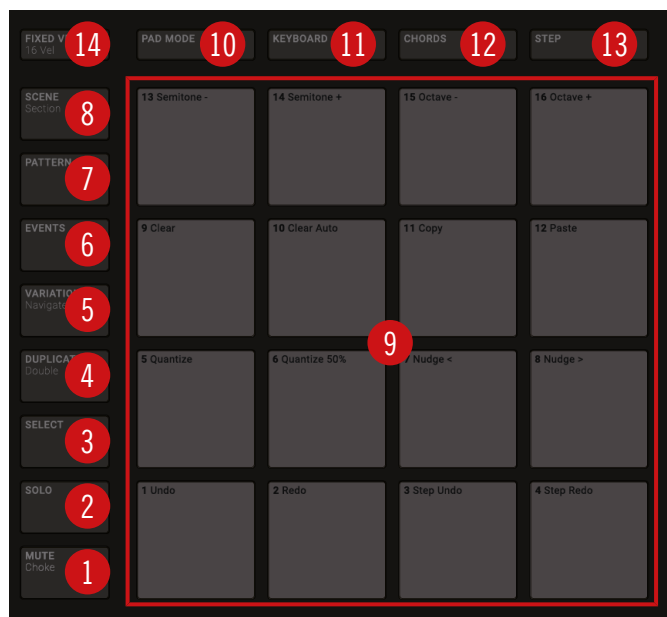 FIXED
16 Vel
14
PAD MODE
10
KEYBOARD
11
CHORDS
12
STEP
13
SCENE
Section
8
13 Semitone -
14 Semitone +
15 Octave -
16 Octave +
PATTERN
7
EVENTS
6
9 Clear
10 Clear Auto
11 Copy
12 Paste
VARIATION
Navigate
5
9
DUPLICATE
Double
4
5 Quantize
6 Quantize 50%
7 Nudge <
8 Nudge >
SELECT
3
SOLO
2
1 Undo
2 Redo
3 Step Undo
4 Step Redo
MUTE
Choke
1